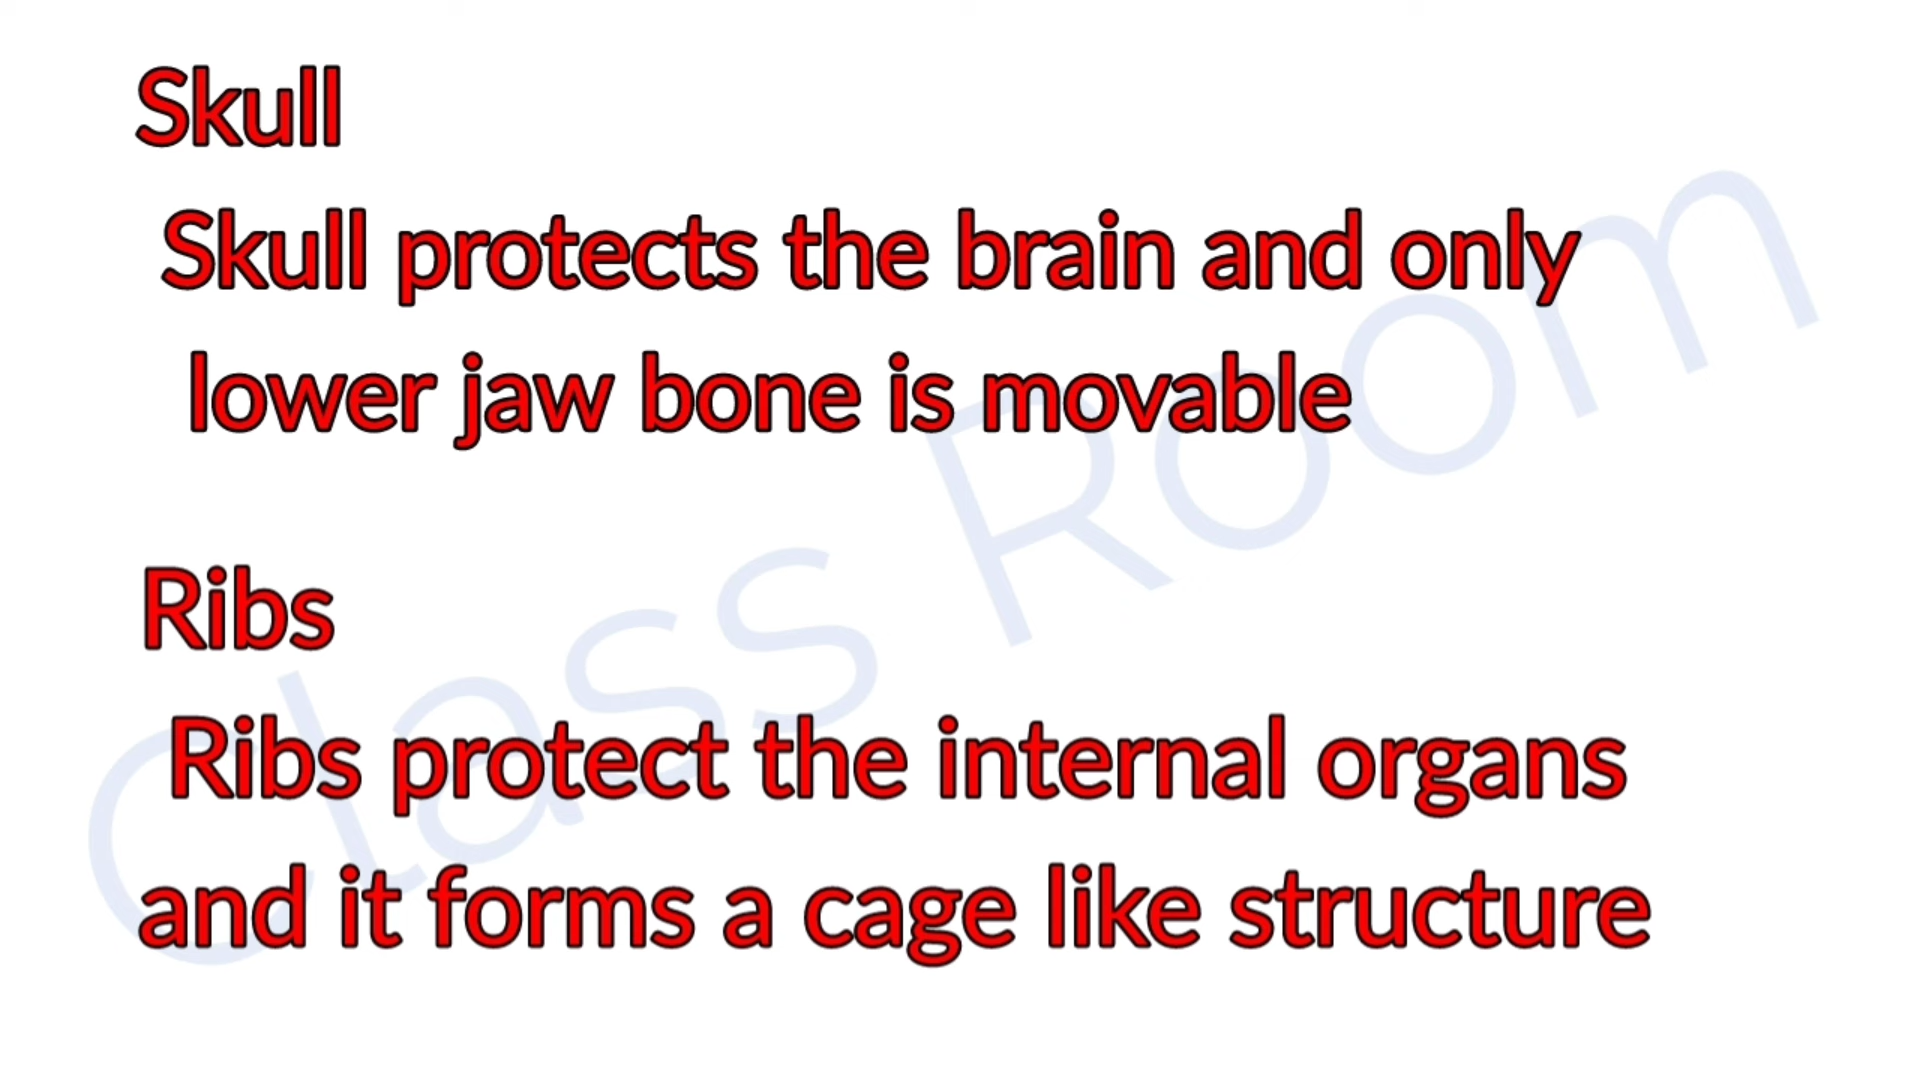 Skull
Skull protects the brain and only
lower jaw bone is movable
Ribs
Ribs protect the internal organs
and it forms a cage like structure
Class Room